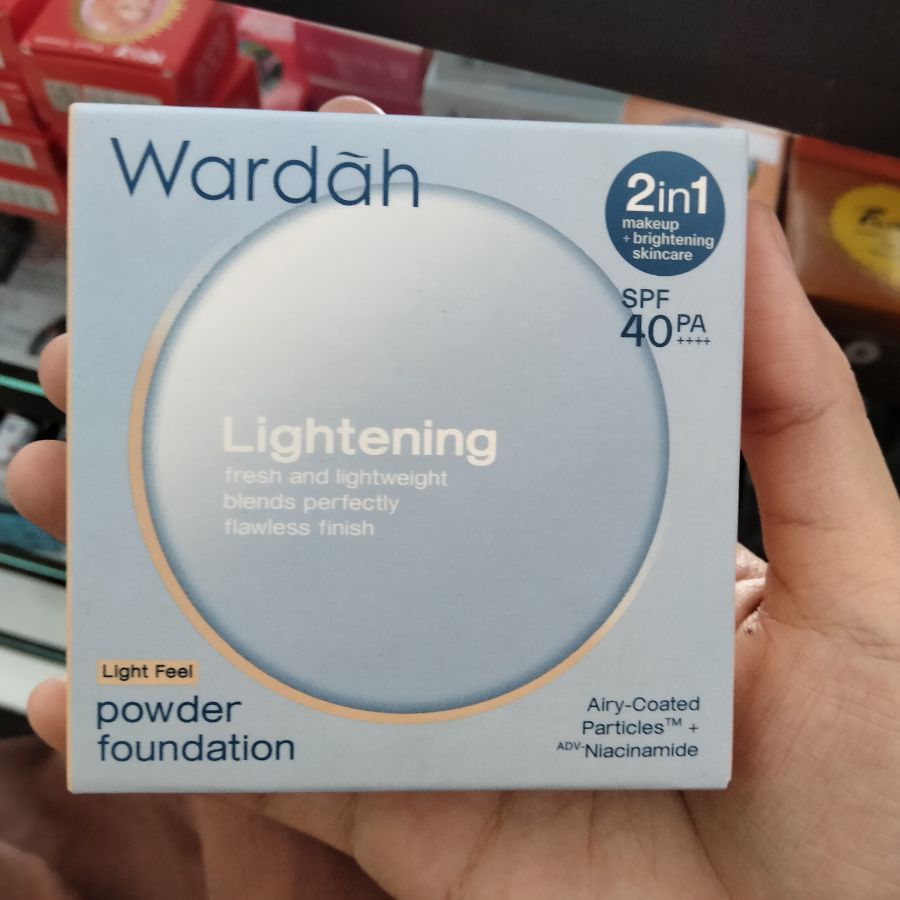 Wardah
2in1
makeup
+ brightening
skincare
SPF
40 PA
++++
Lightening
fresh and lightweight
blends perfectly
flawless finish
Light Feel
powder
foundation
Airy-Coated
Particles™ +
ADV-Niacinamide